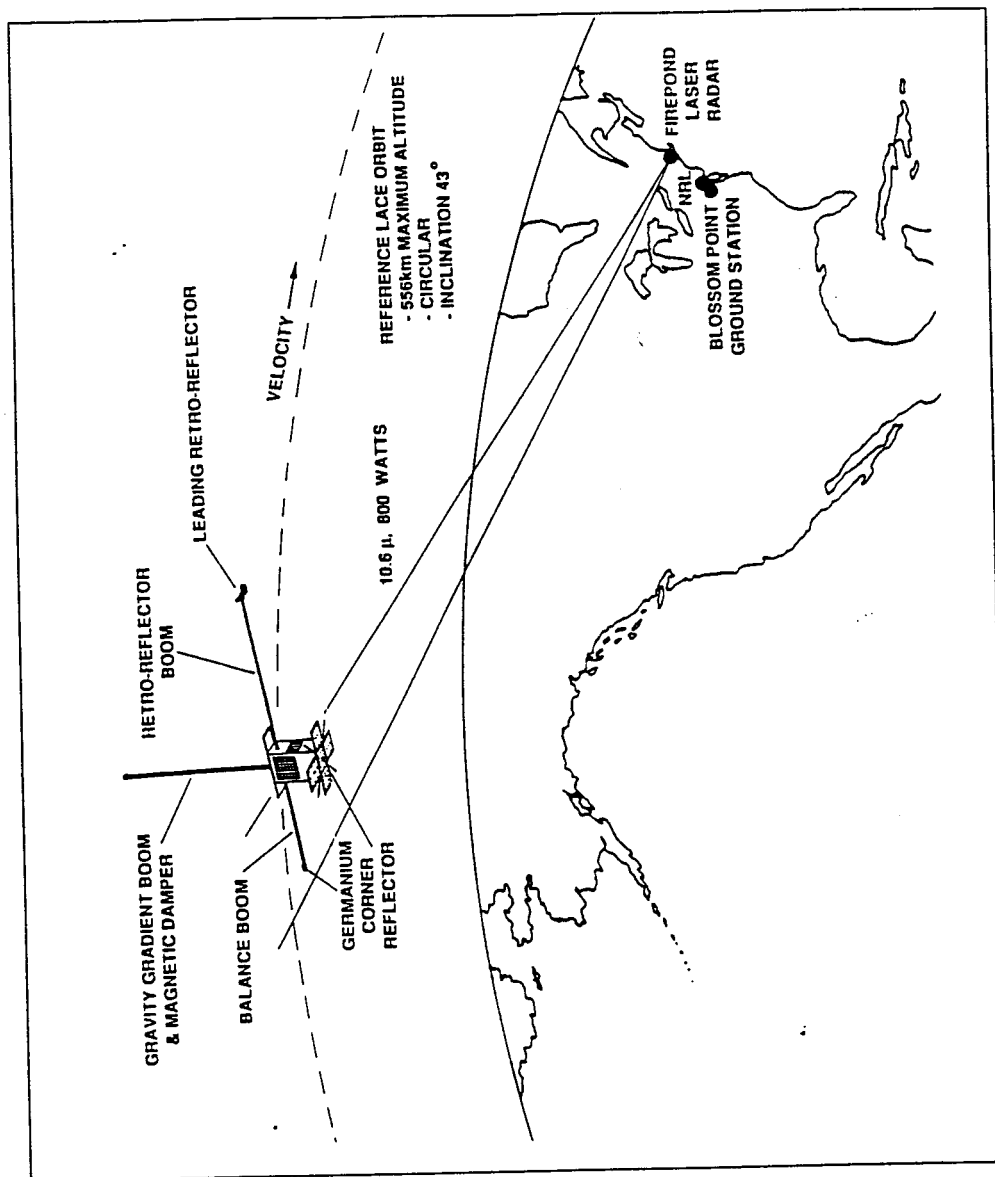 GRAVITY GRADIENT BOOM
& MAGNETIC DAMPER
RETRO-REFLECTOR
BOOM
LEADING RETRO-REFLECTOR
BALANCE BOOM
VELOCITY
GERMANIUM
CORNER
REFLECTOR
10.6 µ, 800 WATTS
REFERENCE LACE ORBIT
- 556km MAXIMUM ALTITUDE
- CIRCULAR
- INCLINATION 43°
FIREPOND
LASER
RADAR
NRL
BLOSSOM POINT
GROUND STATION